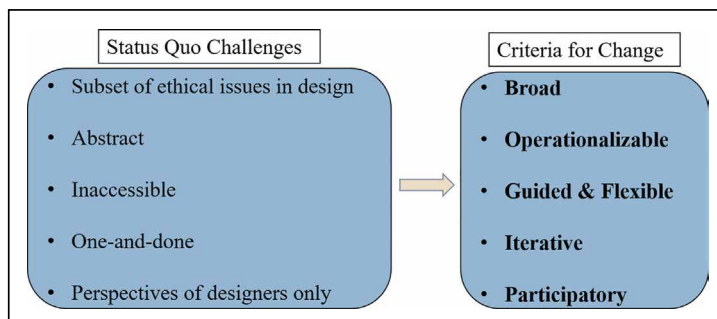 Status Quo Challenges
• Subset of ethical issues in design
• Abstract
• Inaccessible
• One-and-done
• Perspectives of designers only
Criteria for Change
• Broad
• Operationalizable
• Guided & Flexible
• Iterative
• Participatory